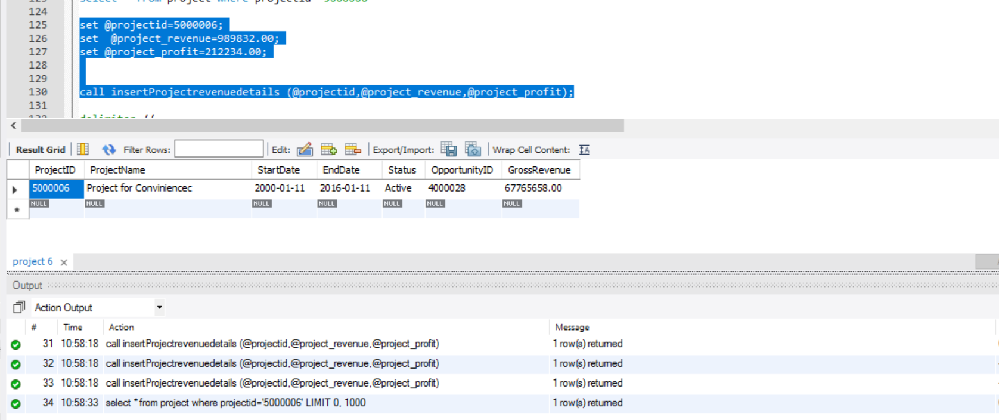 124
125 set @projectid=5000006;
126 set  @project_revenue=989832.00;
127 set @project_profit=212234.00;
128
129
130 call insertProjectrevenuedetails (@projectid,@project_revenue,@project_profit);
131
Result Grid Filter Rows: Edit: Export/Import: Wrap Cell Content: IA
ProjectID ProjectName StartDate EndDate Status OpportunityID GrossRevenue
5000006 Project for Conviniencec 2000-01-11 2016-01-11 Active 4000028 67765658.00
* NULL NULL NULL NULL NULL NULL NULL
project 6
Output
Action Output
# Time Action Message
31 10:58:18 call insertProjectrevenuedetails (@projectid,@project_revenue,@project_profit) 1 row(s) returned
32 10:58:18 call insertProjectrevenuedetails (@projectid,@project_revenue,@project_profit) 1 row(s) returned
33 10:58:18 call insertProjectrevenuedetails (@projectid,@project_revenue,@project_profit) 1 row(s) returned
34 10:58:33 select * from project where projectid='5000006' LIMIT 0, 1000 1 row(s) returned